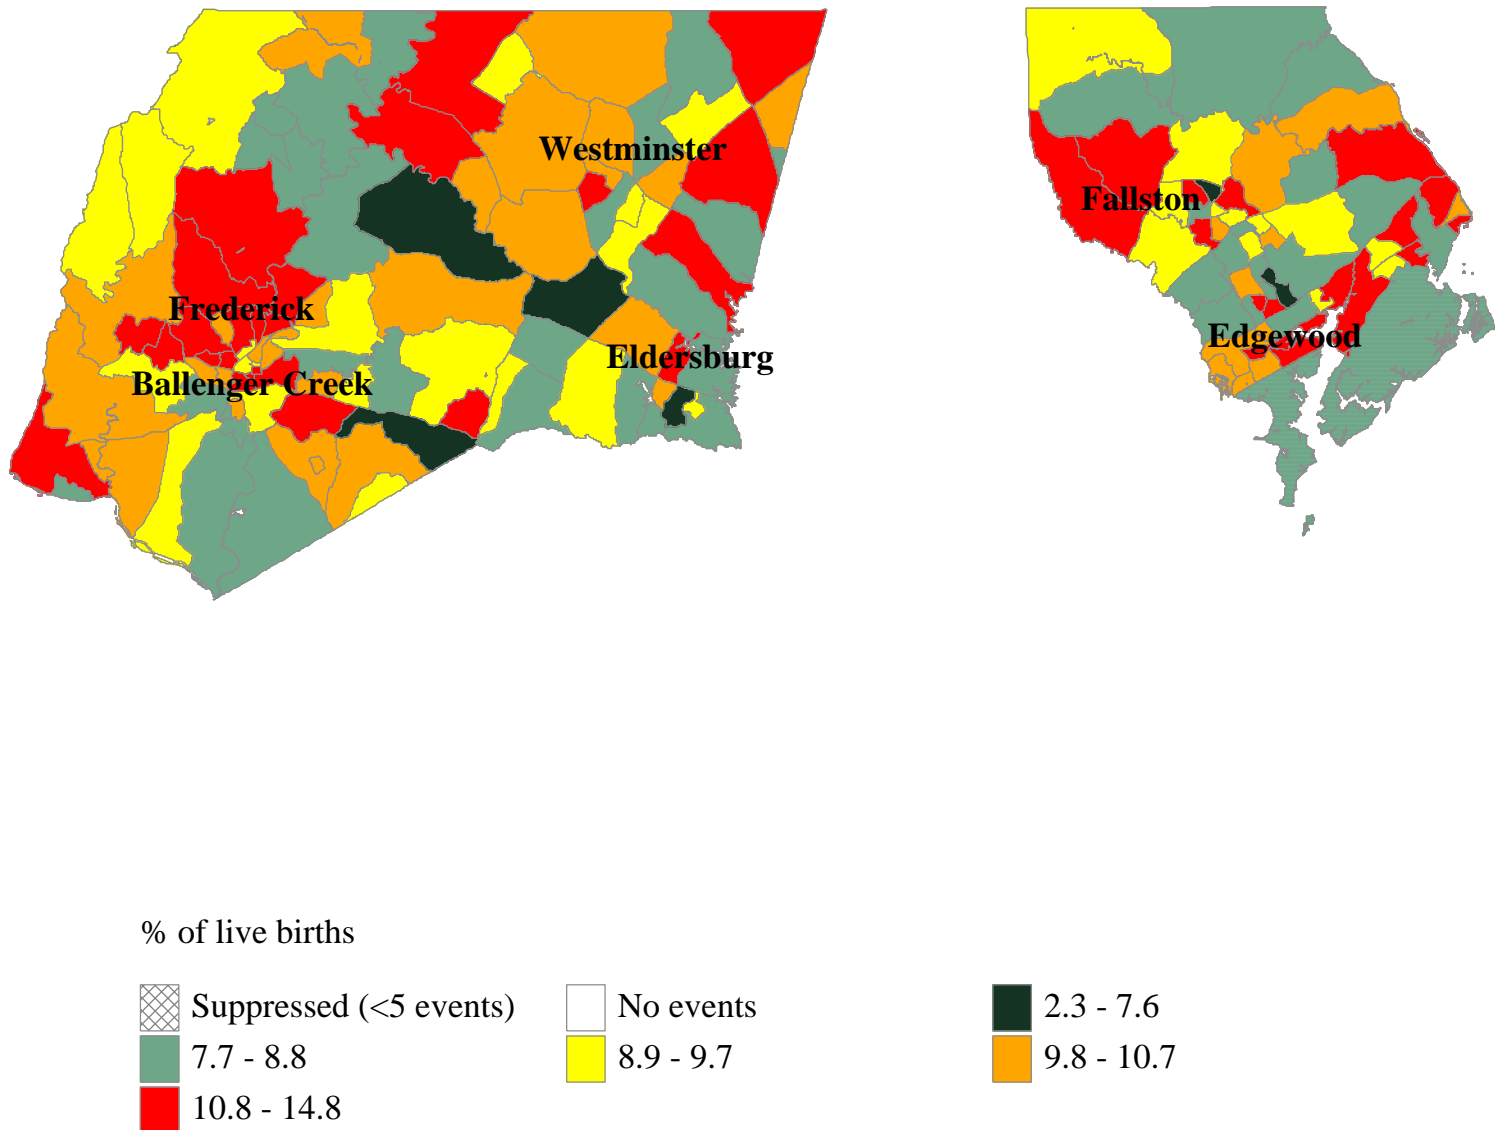 Westminster
Fallston
Frederick
Edgewood
Eldersburg
Ballenger Creek
% of live births
Suppressed (<5 events)
No events
2.3 - 7.6
7.7 - 8.8
8.9 - 9.7
9.8 - 10.7
10.8 - 14.8